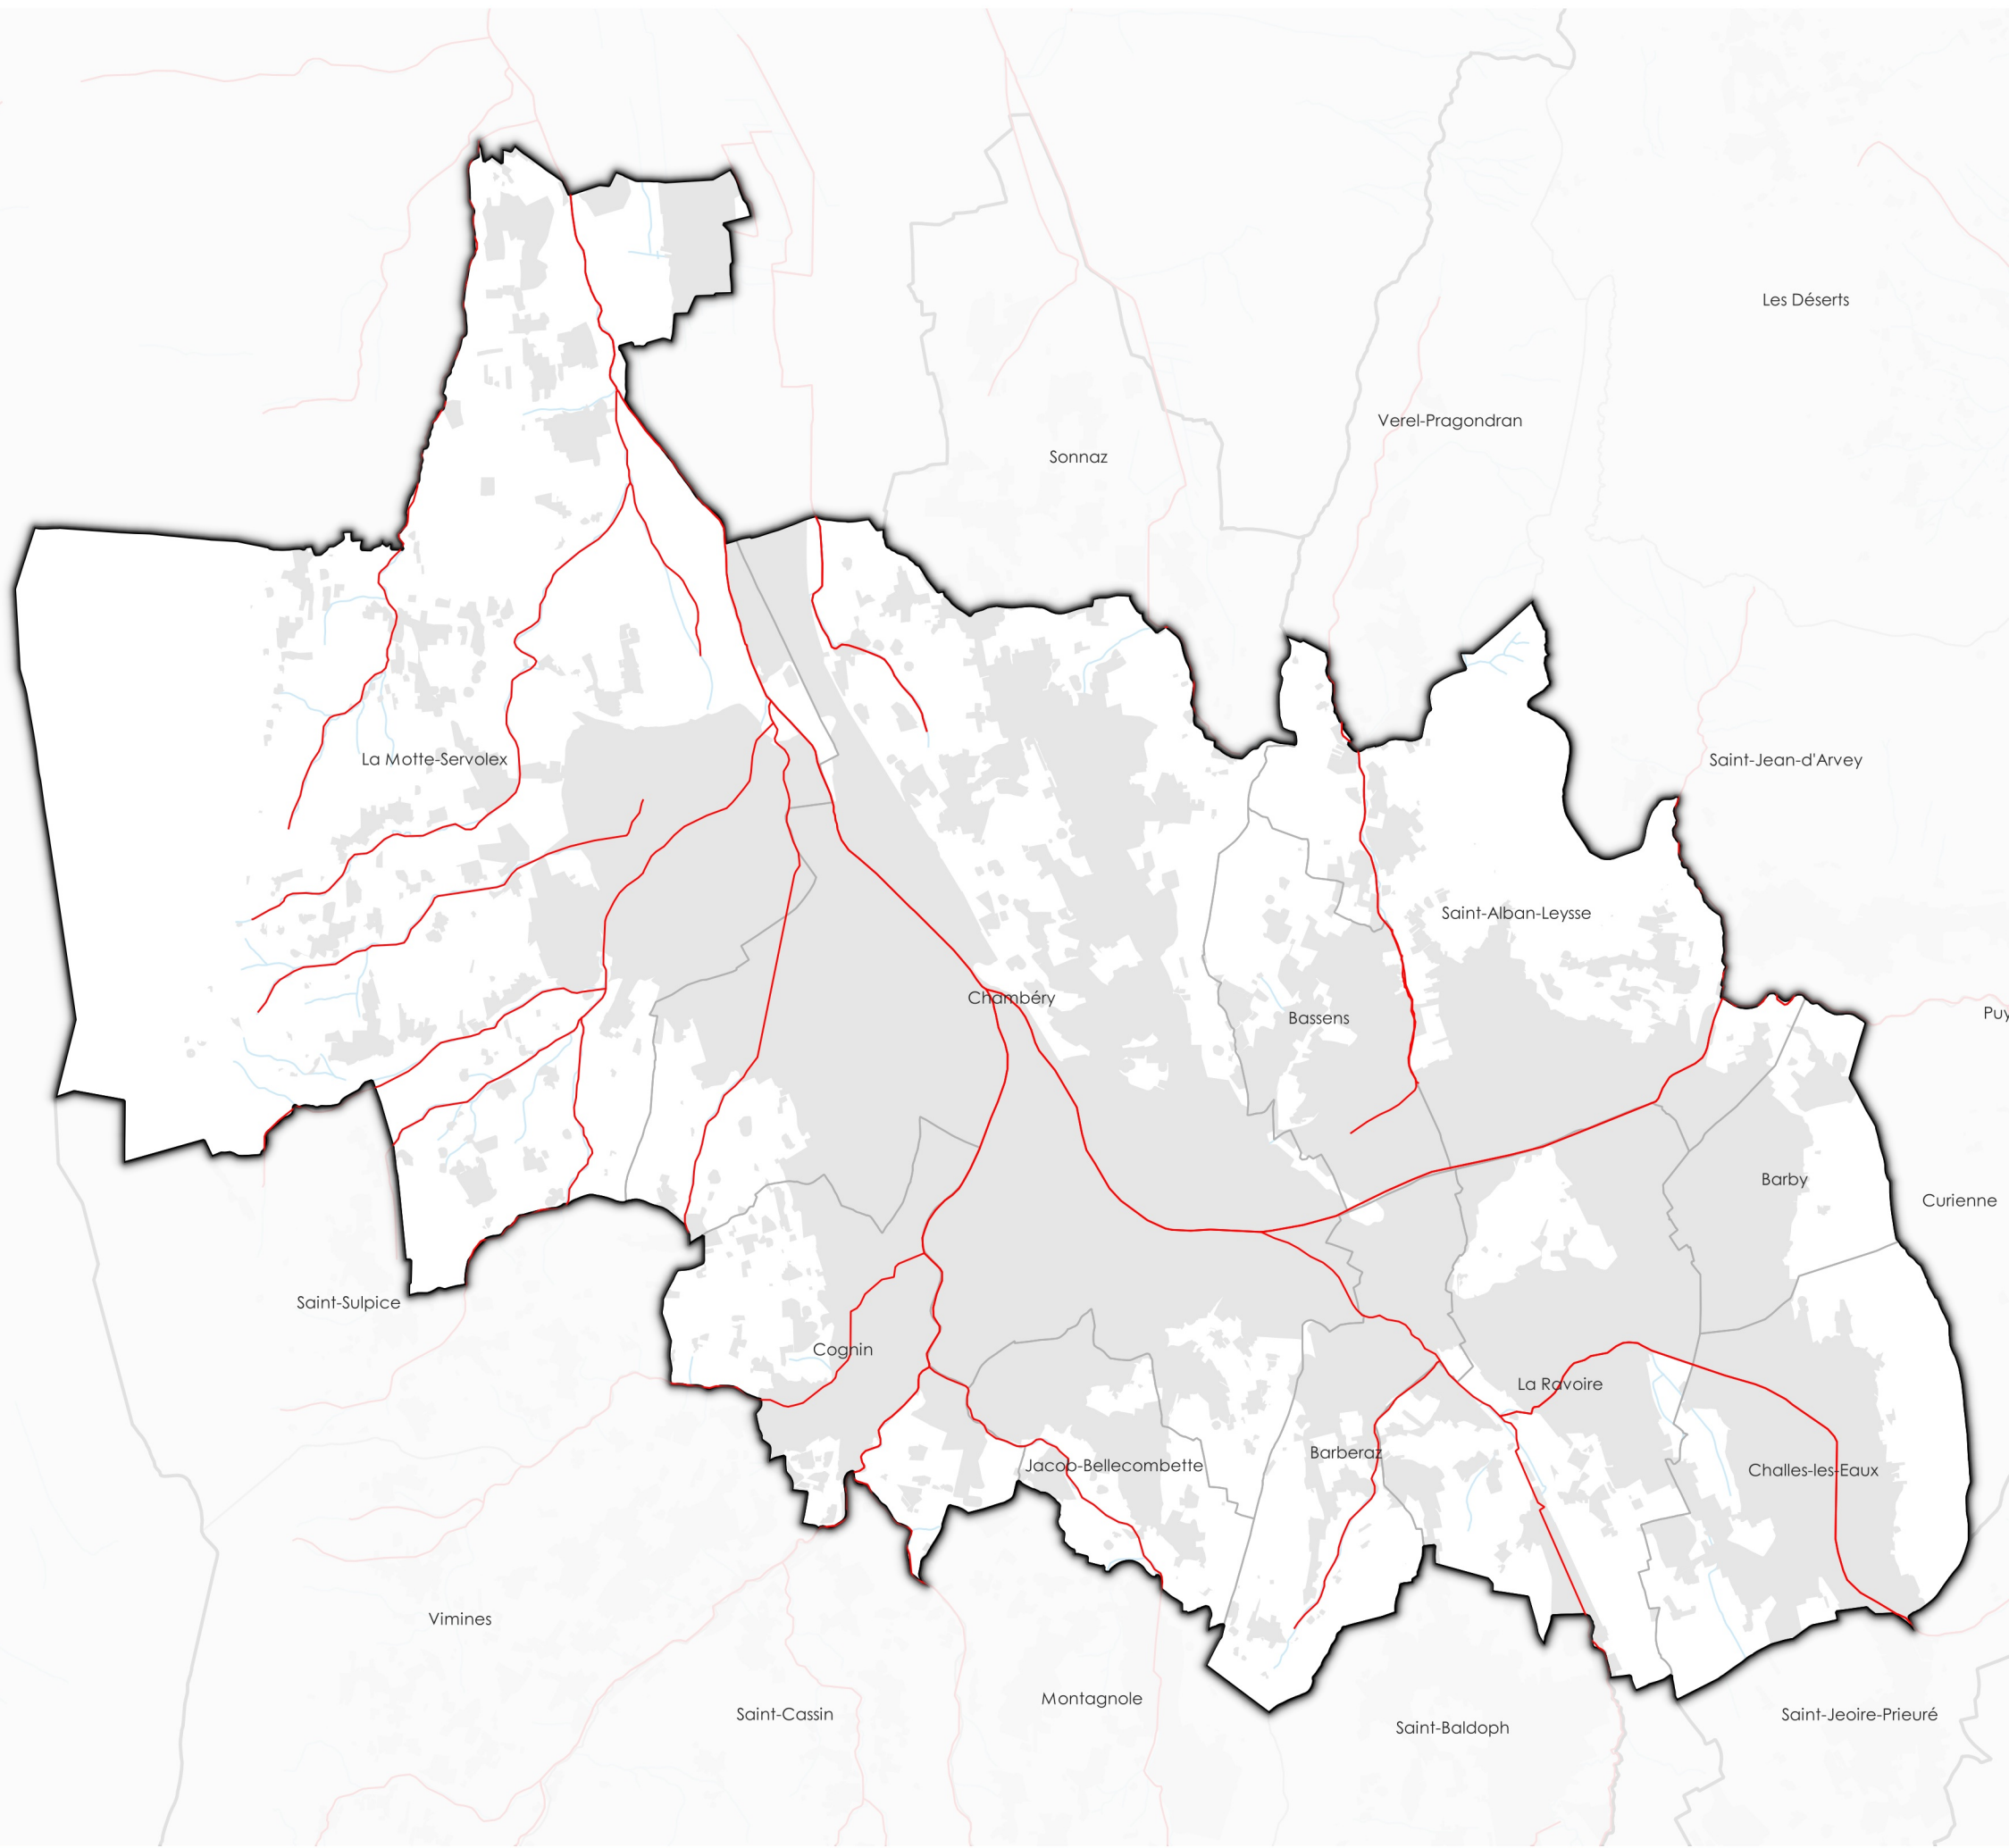 Les Déserts
Verel-Pragondran
Sonnaz
La Motte-Servolex
Saint-Jean-d'Arvey
Saint-Alban-Leysse
Chambéry
Puy
Bassens
Barby
Curienne
Saint-Sulpice
Cognin
La Ravoire
Barberaz
Jacob-Bellecombette
Challes-les-Eaux
Vimines
Montagnole
Saint-Cassin
Saint-Jeoire-Prieuré
Saint-Baldoph